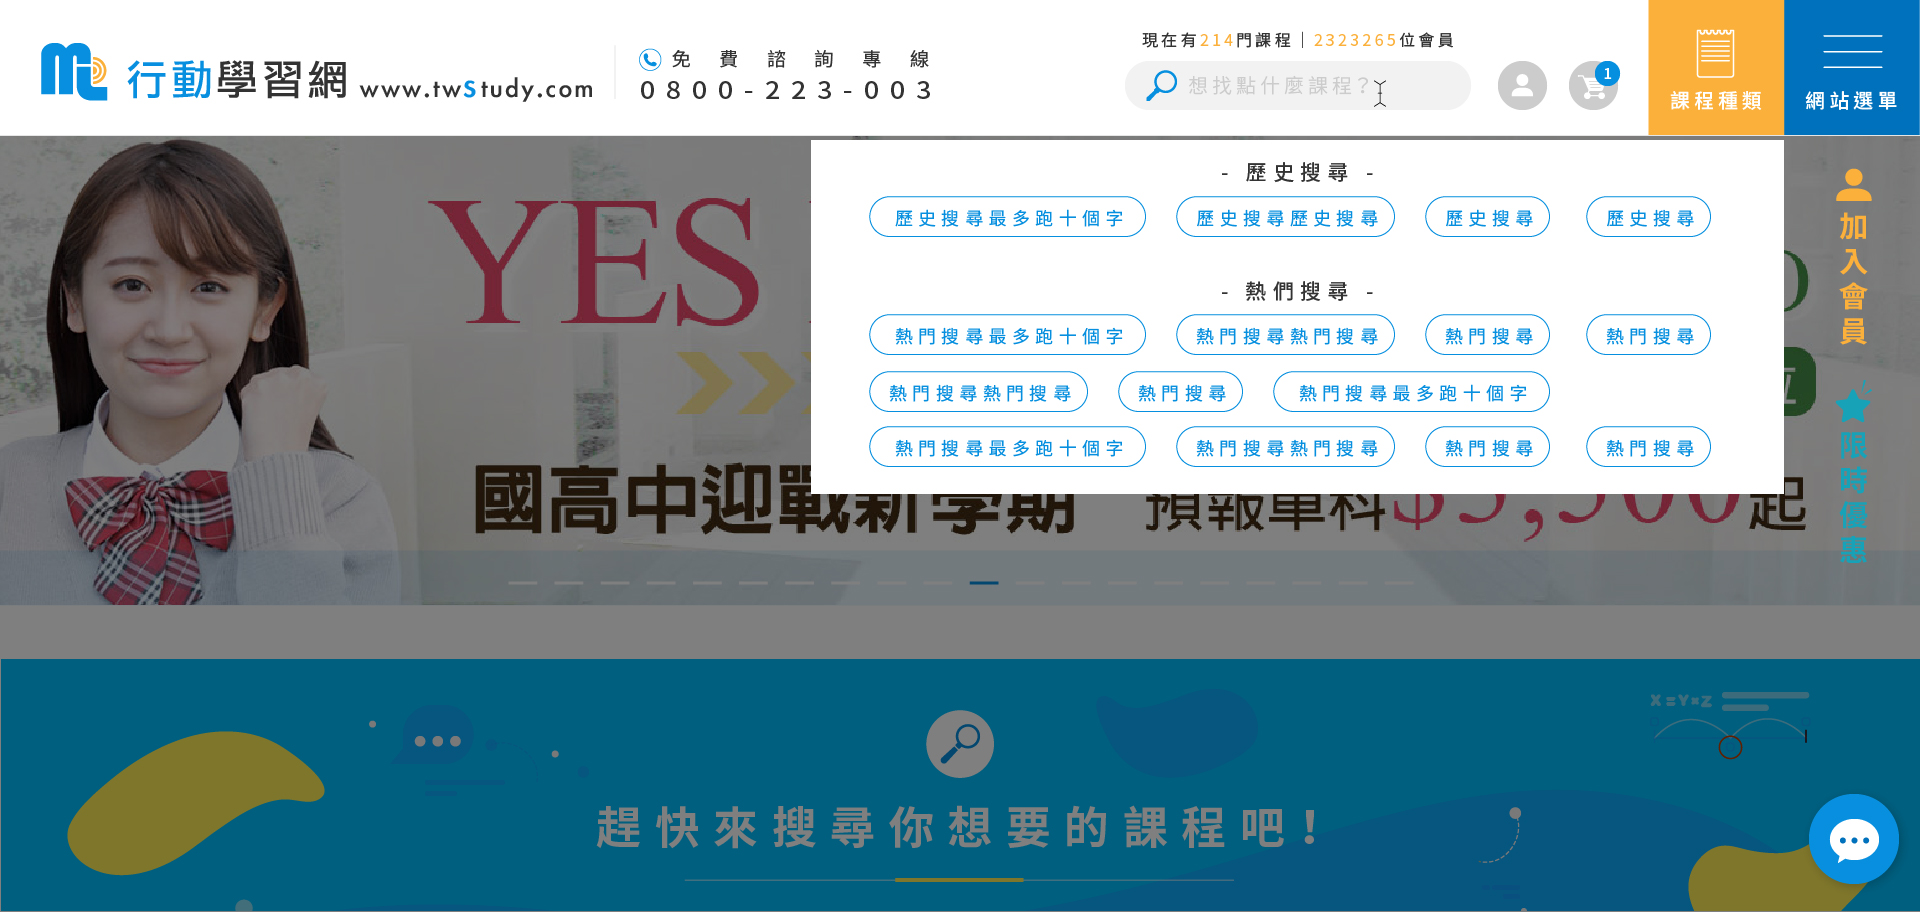 行動學習網 www.twStudy.com
免費諮詢專線
0800-223-003
現在有214門課程｜2323265位會員
想找點什麼課程？
1
課程種類
網站選單
- 歷史搜尋 -
歷史搜尋最多跑十個字 歷史搜尋歷史搜尋 歷史搜尋 歷史搜尋
- 熱們搜尋 -
熱門搜尋最多跑十個字 熱門搜尋熱門搜尋 熱門搜尋 熱門搜尋
熱門搜尋熱門搜尋 熱門搜尋 熱門搜尋最多跑十個字
熱門搜尋最多跑十個字 熱門搜尋熱門搜尋 熱門搜尋 熱門搜尋
YES
國高中迎戰新學期 預報單科$3,500起
加入會員
限時優惠
X=Y=Z
趕快來搜尋你想要的課程吧！